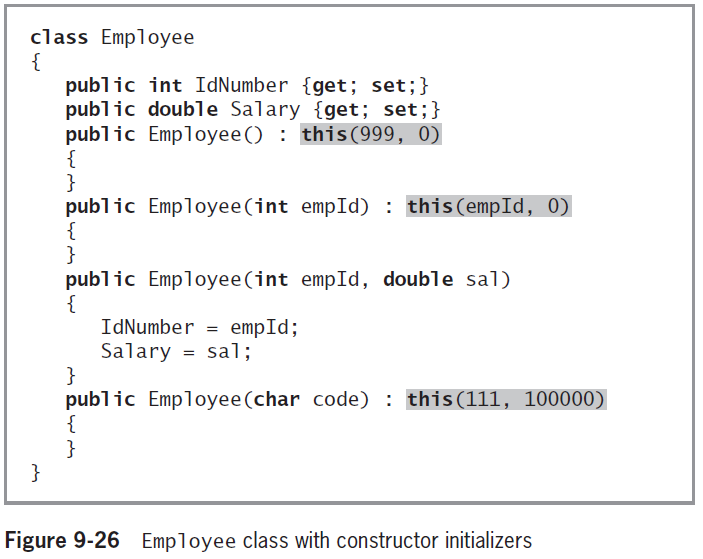 class Employee
{
   public int IdNumber {get; set;}
   public double Salary {get; set;}
   public Employee() : this(999, 0)
   {
   }
   public Employee(int empId) : this(empId, 0)
   {
   }
   public Employee(int empId, double sal)
   {
      IdNumber = empId;
      Salary = sal;
   }
   public Employee(char code) : this(111, 100000)
   {
   }
}
Figure 9-26 Employee class with constructor initializers